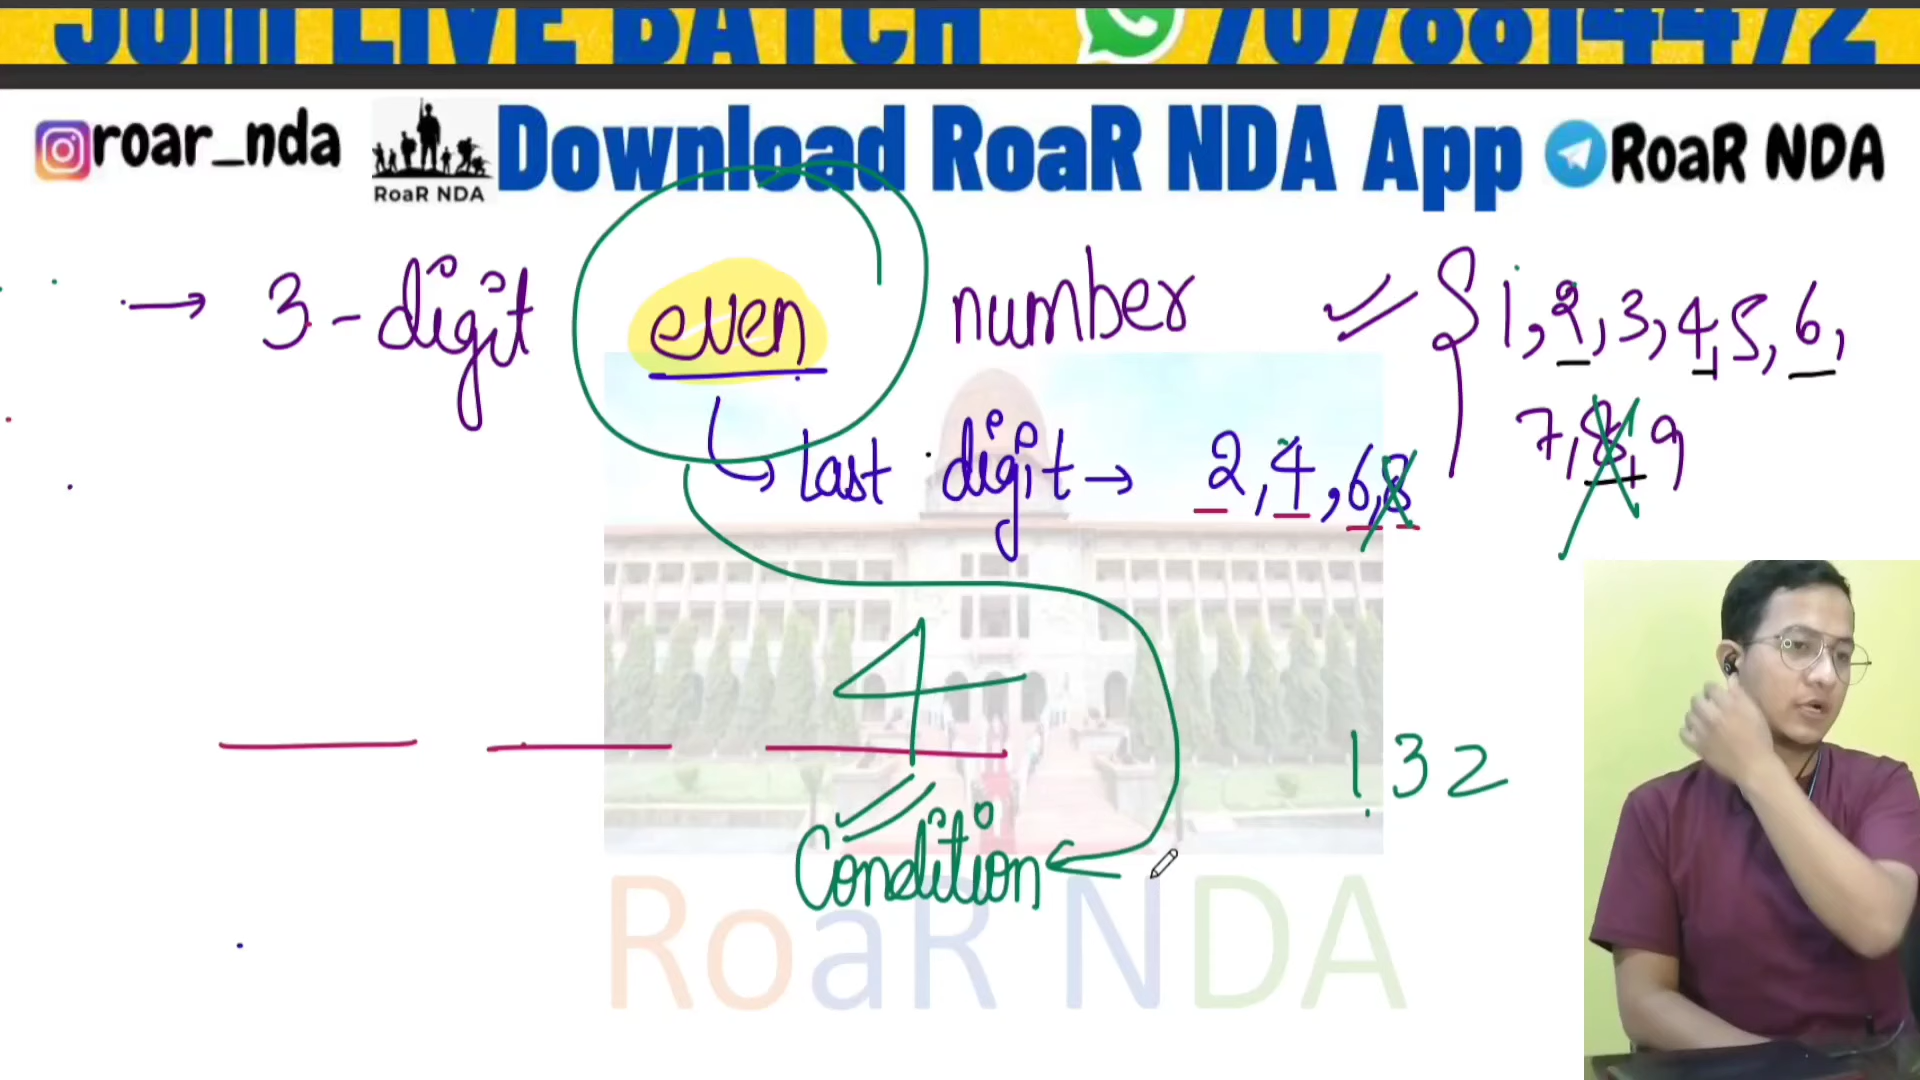 JOIN LIVE BATCH 7078814472
roar_nda RoaR NDA Download RoaR NDA App RoaR NDA
→ 3-digit even number {1,2,3,4,5,6,
7,8,9
last digit → 2,4,6,8
4
132
Condition
RoaR NDA